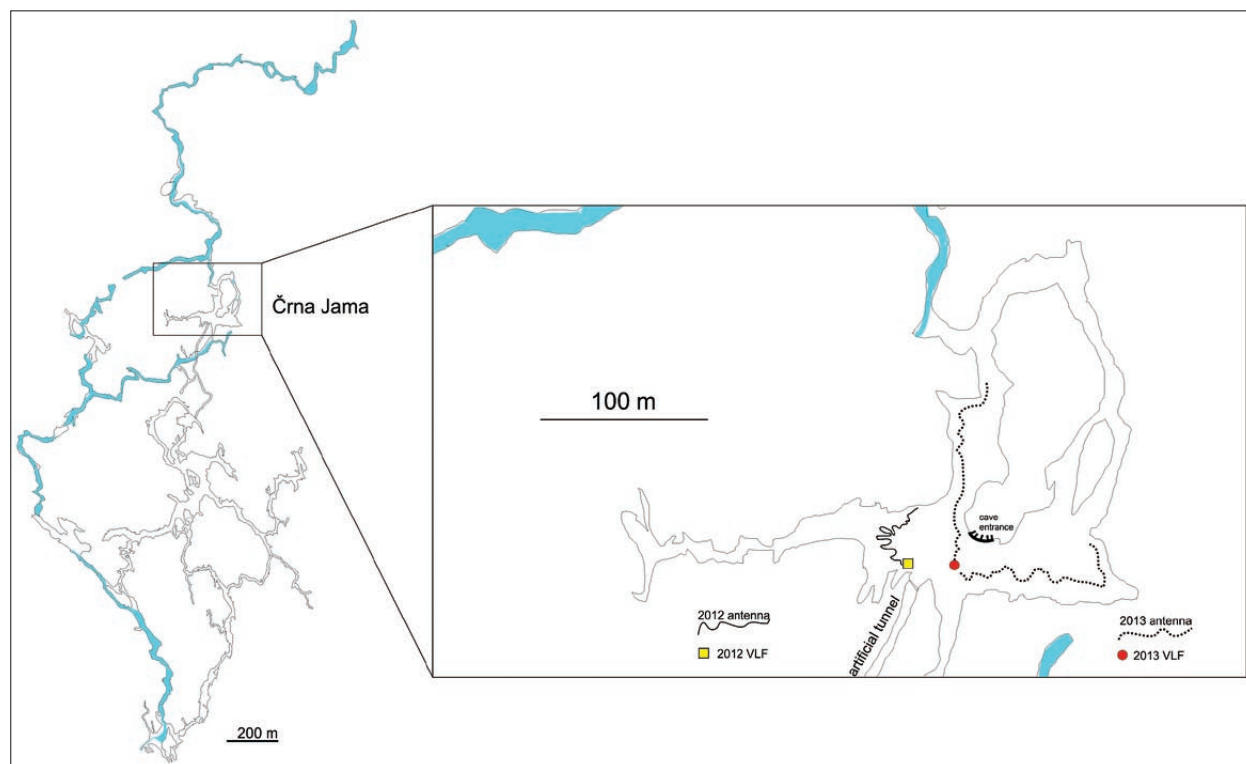 Črna Jama
100 m
cave
entrance
2012 antenna
2012 VLF
artificial tunnel
2013 antenna
2013 VLF
200 m